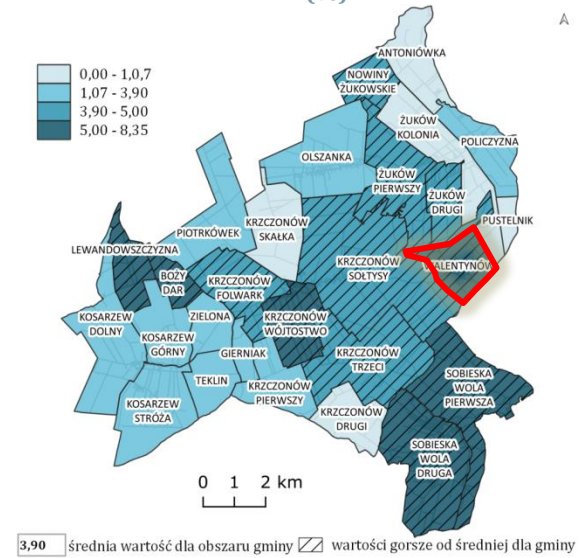 0,00 - 1,0,7
1,07 - 3,90
3,90 - 5,00
5,00 - 8,35
ANTONIÓWKA
NOWINY
ŻUKOWSKIE
ŻUKÓW
KOLONIA
POLICZYZNA
OLSZANKA
ŻUKÓW
PIERWSZY
ŻUKÓW
DRUGI
PUSTELNIK
PIOTRKÓWEK
KRZCZONÓW
SKAŁKA
LEWANDOWSZCZYZNA
BOŻY
DAR
KRZCZONÓW
FOLWARK
KRZCZONÓW
SOŁTYSY
WALENTYNÓW
KOSARZEW
DOLNY
ZIELONA
KRZCZONÓW
WÓJTOSTWO
KOSARZEW
GÓRNY
GIERNIAK
KRZCZONÓW
TRZECI
TEKLIN
KRZCZONÓW
PIERWSZY
SOBIESKA
WOLA
PIERWSZA
KOSARZEW
STRÓŻA
KRZCZONÓW
DRUGI
SOBIESKA
WOLA
DRUGA
0 1 2 km
3,90 średnia wartość dla obszaru gminy wartości gorsze od średniej dla gminy